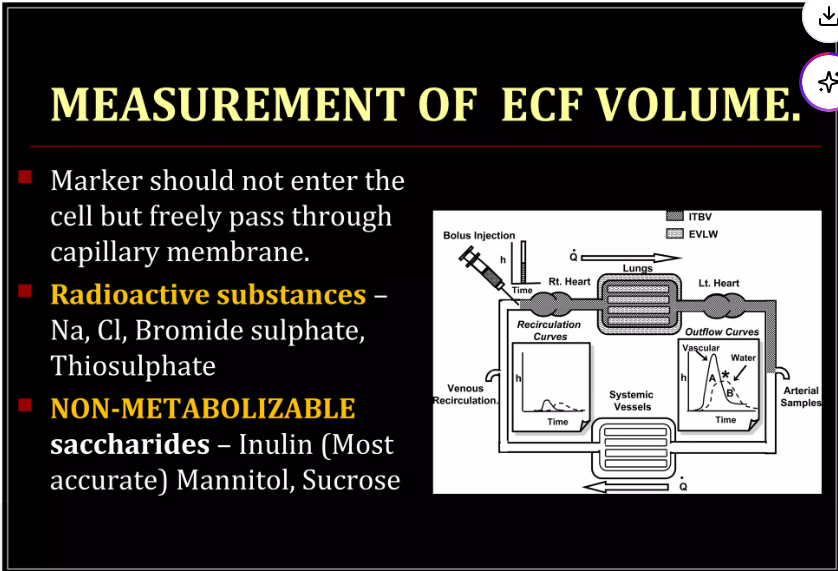 MEASUREMENT OF ECF VOLUME.
Marker should not enter the
cell but freely pass through
capillary membrane.
Radioactive substances –
Na, Cl, Bromide sulphate,
Thiosulphate
NON-METABOLIZABLE
saccharides – Inulin (Most
accurate) Mannitol, Sucrose
ITBV
EVLW
Bolus Injection
h
Time
Q̇
Lungs
Rt. Heart
Lt. Heart
Recirculation
Curves
h
Time
Outflow Curves
Vascular
Water
h
A
*
B
Time
Venous
Recirculation.
Systemic
Vessels
Arterial
Samples
Q̇